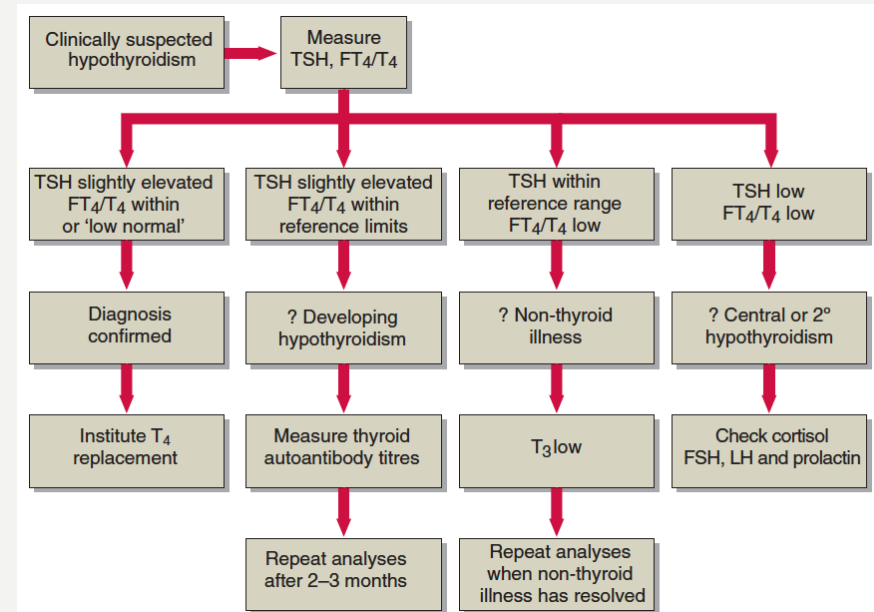 Clinically suspected
hypothyroidism
Measure
TSH, FT4/T4
TSH slightly elevated
FT4/T4 within
or ‘low normal’
TSH slightly elevated
FT4/T4 within
reference limits
TSH within
reference range
FT4/T4 low
TSH low
FT4/T4 low
Diagnosis
confirmed
? Developing
hypothyroidism
? Non-thyroid
illness
? Central or 2º
hypothyroidism
Institute T4
replacement
Measure thyroid
autoantibody titres
T3 low
Check cortisol
FSH, LH and prolactin
Repeat analyses
after 2–3 months
Repeat analyses
when non-thyroid
illness has resolved